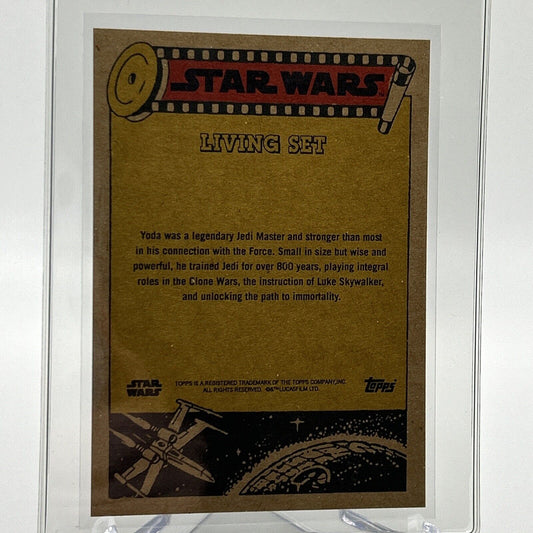 STAR WARS
LIVING SET
Yoda was a legendary Jedi Master and stronger than most
in his connection with the Force. Small in size but wise and
powerful, he trained Jedi for over 800 years, playing integral
roles in the Clone Wars, the instruction of Luke Skywalker,
and unlocking the path to immortality.
STAR
WARS
TOPPS IS A REGISTERED TRADEMARK OF THE TOPPS COMPANY, INC.
ALL RIGHTS RESERVED. ©&™ LUCASFILM LTD.
topps